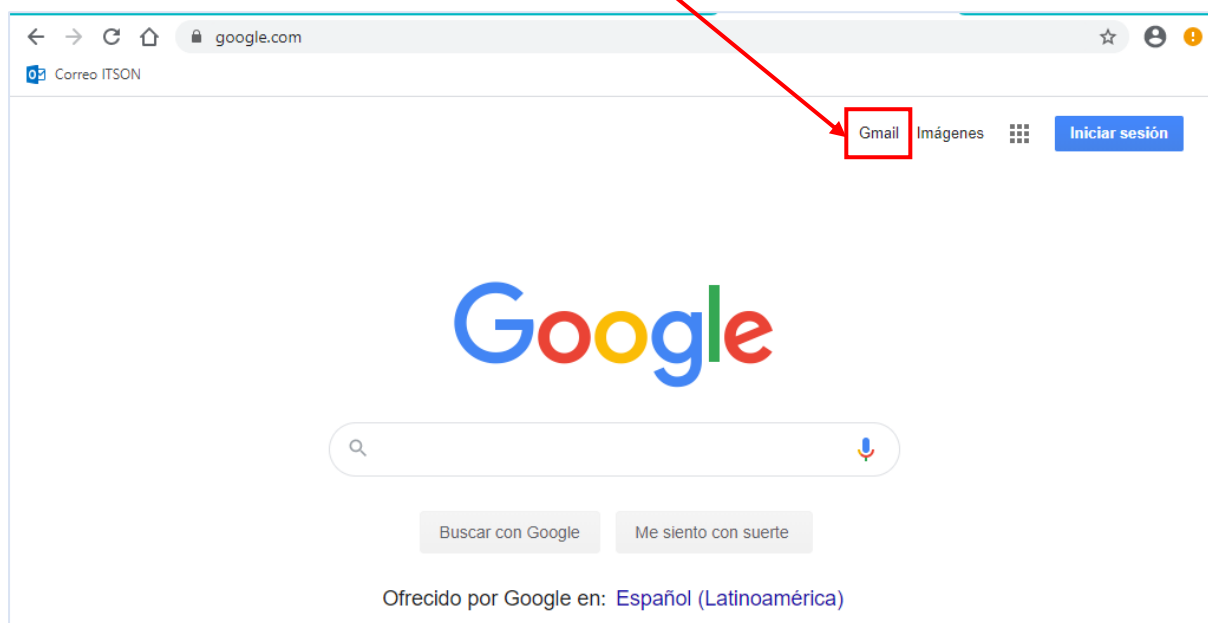 google.com
Correo ITSON
Gmail Imágenes Iniciar sesión
Google
Buscar con Google Me siento con suerte
Ofrecido por Google en: Español (Latinoamérica)